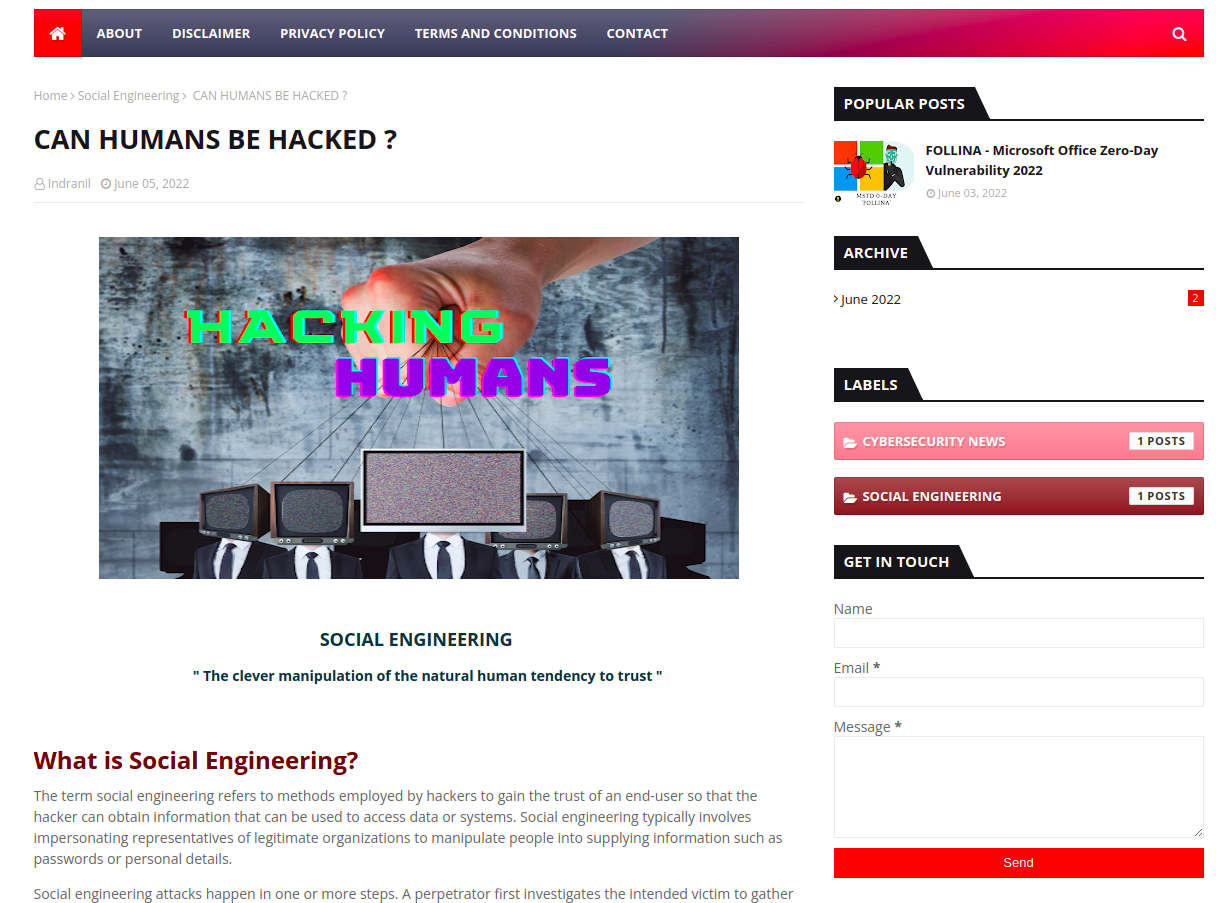 ABOUT DISCLAIMER PRIVACY POLICY TERMS AND CONDITIONS CONTACT
Home Social Engineering CAN HUMANS BE HACKED ?
CAN HUMANS BE HACKED ?
Indranil June 05, 2022
HACKING
HUMANS
SOCIAL ENGINEERING
" The clever manipulation of the natural human tendency to trust "
What is Social Engineering?
The term social engineering refers to methods employed by hackers to gain the trust of an end-user so that the
hacker can obtain information that can be used to access data or systems. Social engineering typically involves
impersonating representatives of legitimate organizations to manipulate people into supplying information such as
passwords or personal details.
Social engineering attacks happen in one or more steps. A perpetrator first investigates the intended victim to gather
POPULAR POSTS
MSTD 0-DAY
'FOLLINA'
FOLLINA - Microsoft Office Zero-Day
Vulnerability 2022
June 03, 2022
ARCHIVE
June 2022 2
LABELS
CYBERSECURITY NEWS 1 POSTS
SOCIAL ENGINEERING 1 POSTS
GET IN TOUCH
Name
Email *
Message *
Send